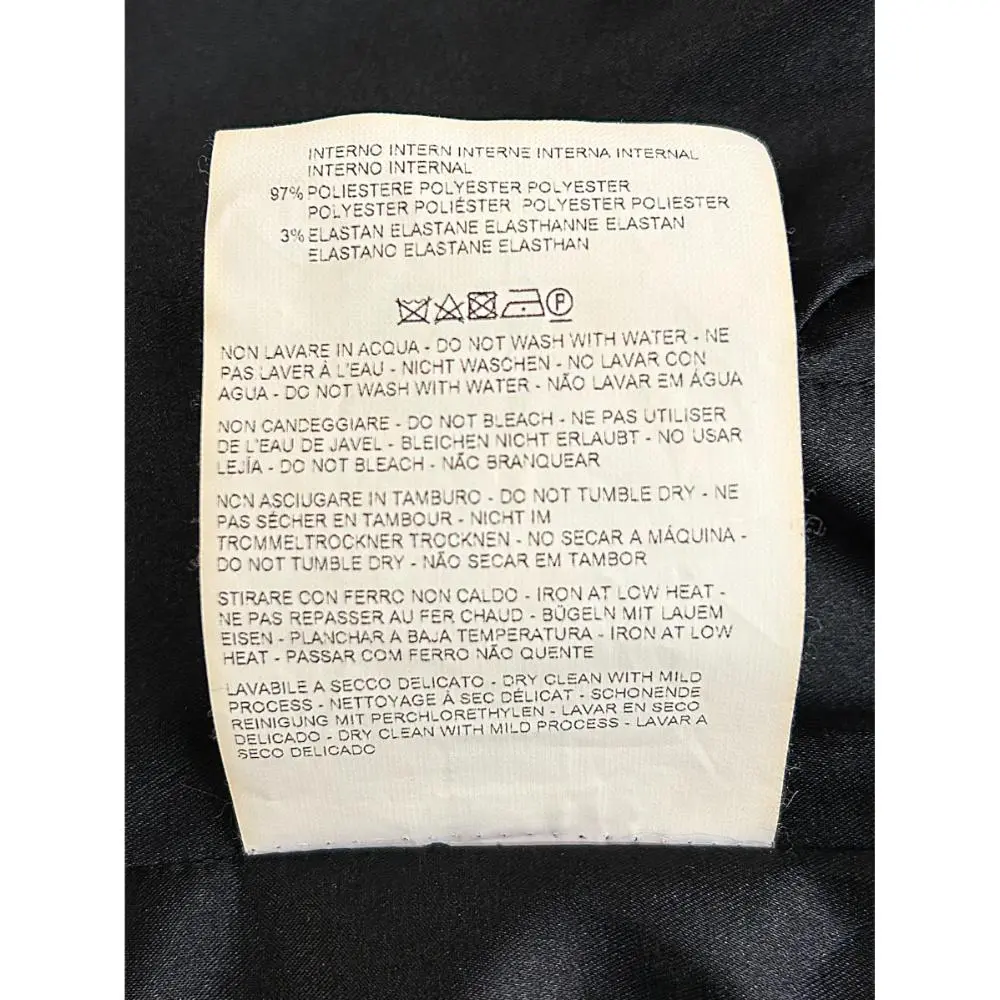 INTERNO INTERN INTERNE INTERNA INTERNAL
INTERNO INTERNAL
97% POLIESTERE POLYESTER POLYESTER
POLYESTER POLIÉSTER POLYESTER POLIESTER
3% ELASTAN ELASTANE ELASTHANNE ELASTAN
ELASTANO ELASTANE ELASTHAN
P
NON LAVARE IN ACQUA - DO NOT WASH WITH WATER - NE
PAS LAVER À L'EAU - NICHT WASCHEN - NO LAVAR CON
AGUA - DO NOT WASH WITH WATER - NÃO LAVAR EM ÁGUA
NON CANDEGGIARE - DO NOT BLEACH - NE PAS UTILISER
DE L'EAU DE JAVEL - BLEICHEN NICHT ERLAUBT - NO USAR
LEJÍA - DO NOT BLEACH - NÃO BRANQUEAR
NON ASCIUGARE IN TAMBURO - DO NOT TUMBLE DRY - NE
PAS SÉCHER EN TAMBOUR - NICHT IM
TROMMELTROCKNER TROCKNEN - NO SECAR A MÁQUINA -
DO NOT TUMBLE DRY - NÃO SECAR EM TAMBOR
STIRARE CON FERRO NON CALDO - IRON AT LOW HEAT -
NE PAS REPASSER AU FER CHAUD - BÜGELN MIT LAUEM
EISEN - PLANCHAR A BAJA TEMPERATURA - IRON AT LOW
HEAT - PASSAR COM FERRO NÃO QUENTE
LAVABILE A SECCO DELICATO - DRY CLEAN WITH MILD
PROCESS - NETTOYAGE À SEC DÉLICAT - SCHONENDE
REINIGUNG MIT PERCHLORETHYLEN - LAVAR EN SECO
DELICADO - DRY CLEAN WITH MILD PROCESS - LAVAR A
SECO DELICADO